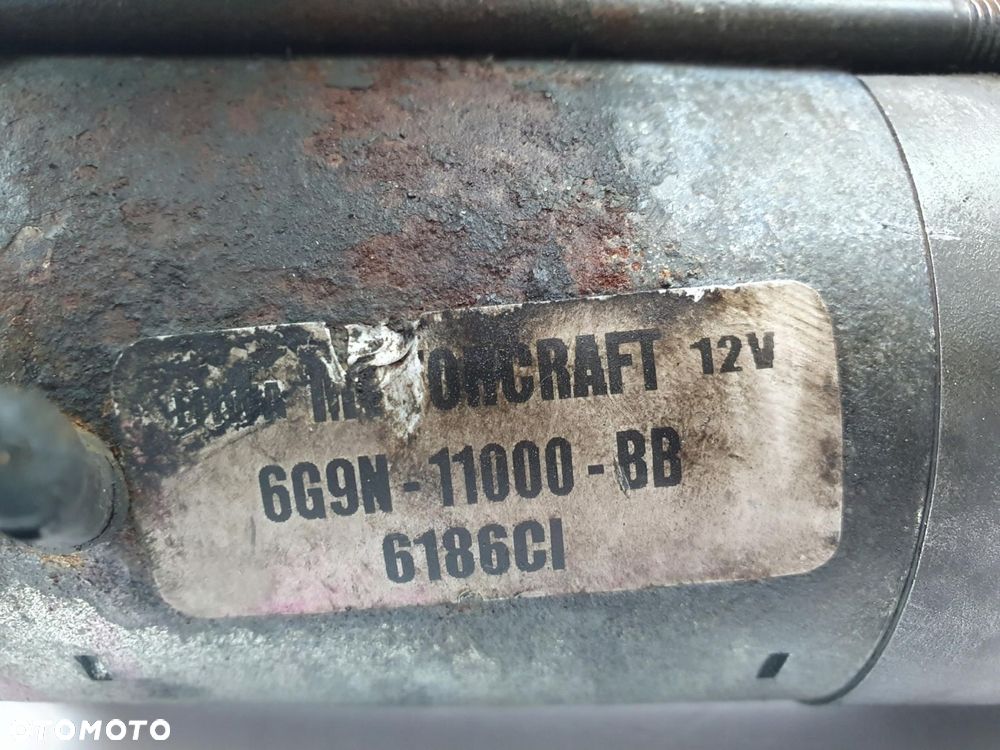 MOTORCRAFT 12V
6G9N-11000-BB
6186CI
OTOMOTO